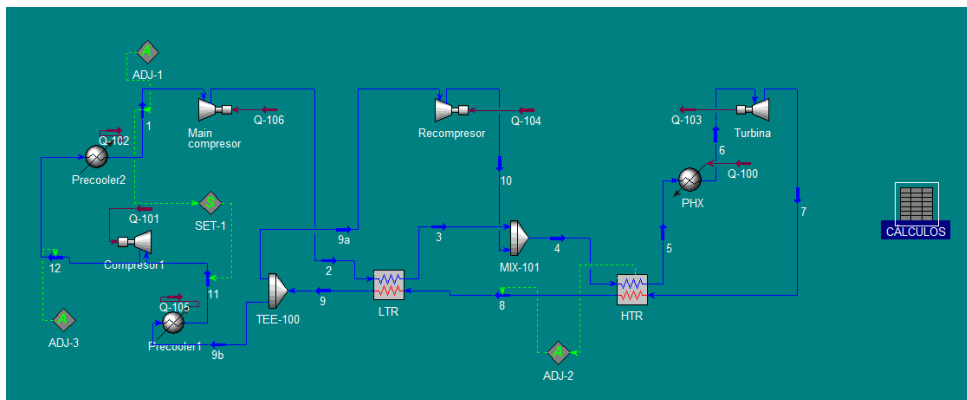 A
ADJ-1
1
Q-106
Main
compresor
Q-102
Precooler2
Recompresor
Q-104
Q-103
Turbina
6
Q-100
PHX
10
7
S
SET-1
Q-101
Compresor1
12
11
9a
3
MIX-101
4
5
CALCULOS
2
9
LTR
8
HTR
TEE-100
Q-105
Precooler1
9b
A
ADJ-3
A
ADJ-2